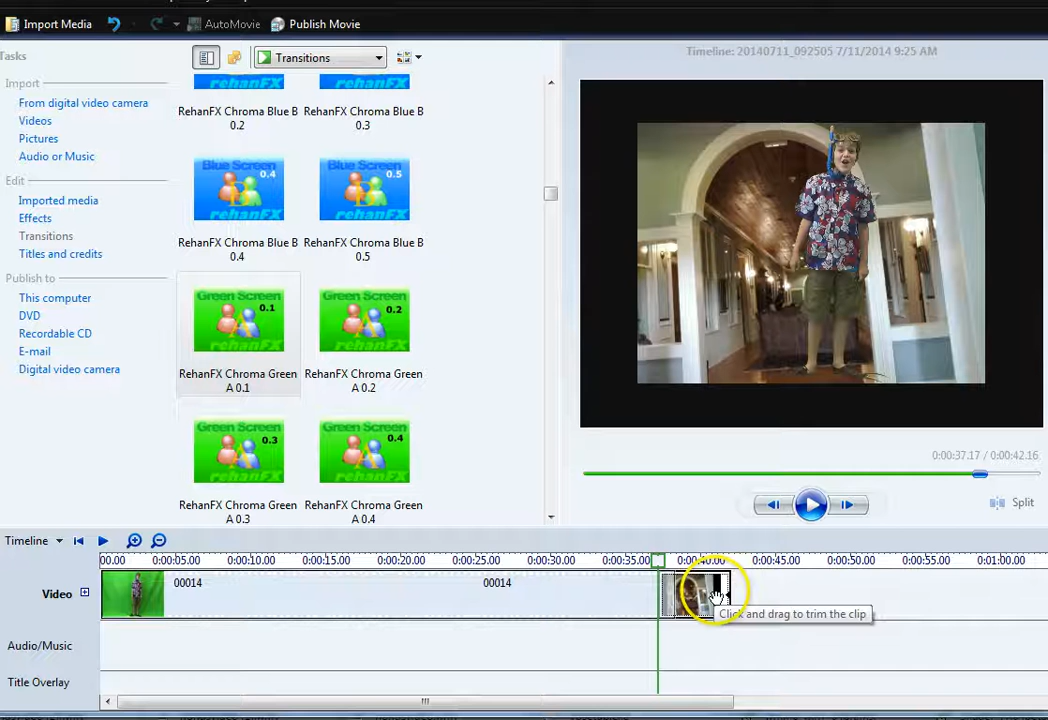 Import Media
AutoMovie
Publish Movie
Tasks
Import
From digital video camera
Videos
Pictures
Audio or Music
Edit
Imported media
Effects
Transitions
Titles and credits
Publish to
This computer
DVD
Recordable CD
E-mail
Digital video camera
Transitions
rehanFX
rehanFX
RehanFX Chroma Blue B
0.2
RehanFX Chroma Blue B
0.3
Blue Screen
0.4
rehanFX
Blue Screen
0.5
rehanFX
RehanFX Chroma Blue B
0.4
RehanFX Chroma Blue B
0.5
Green Screen
0.1
rehanFX
Green Screen
0.2
rehanFX
RehanFX Chroma Green
A 0.1
RehanFX Chroma Green
A 0.2
Green Screen
0.3
rehanFX
Green Screen
0.4
rehanFX
RehanFX Chroma Green
A 0.3
RehanFX Chroma Green
A 0.4
Timeline: 20140711_092505 7/11/2014 9:25 AM
0:00:37.17 / 0:00:42.16
Split
Timeline
00.00 0:00:05.00 0:00:10.00 0:00:15.00 0:00:20.00 0:00:25.00 0:00:30.00 0:00:35.00 0:00:40.00 0:00:45.00 0:00:50.00 0:00:55.00 0:01:00.00
Video
00014
00014
Click and drag to trim the clip
Audio/Music
Title Overlay